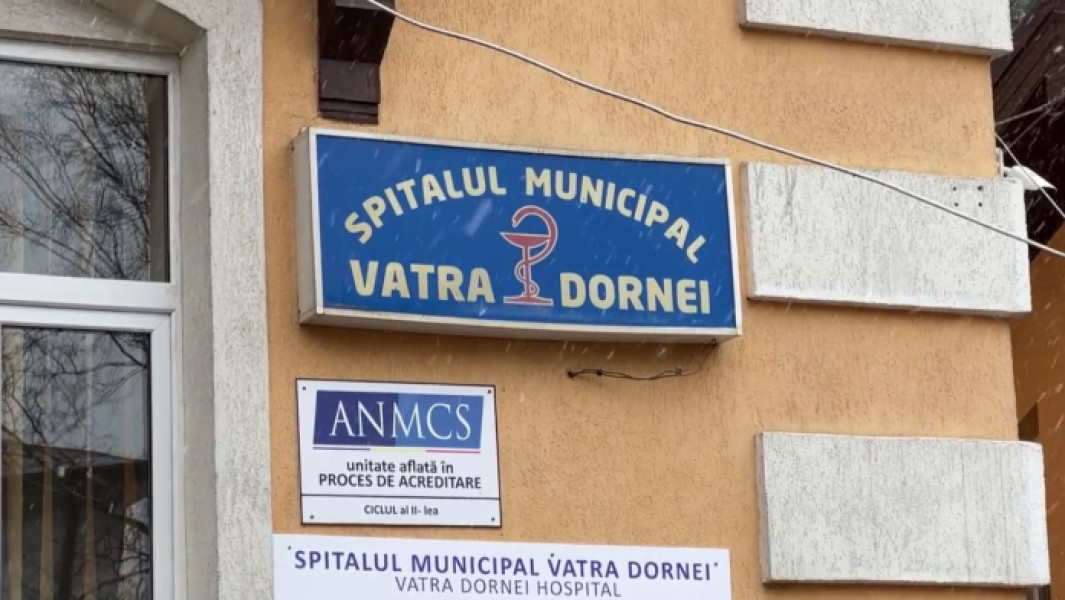 SPITALUL MUNICIPAL
VATRA DORNEI
ANMCS
unitate aflată în
PROCES DE ACREDITARE
CICLUL al II- lea
SPITALUL MUNICIPAL VATRA DORNEI
VATRA DORNEI HOSPITAL